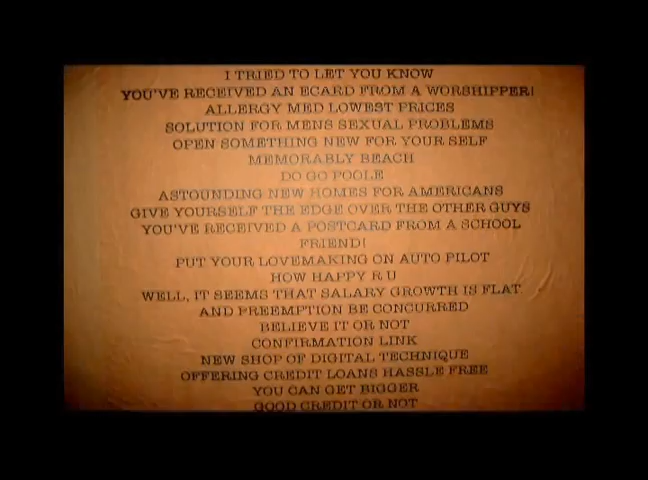 I TRIED TO LET YOU KNOW
YOU'VE RECEIVED AN ECARD FROM A WORSHIPPER!
ALLERGY MED LOWEST PRICES
SOLUTION FOR MENS SEXUAL PROBLEMS
OPEN SOMETHING NEW FOR YOUR SELF
MEMORABLY BEACH
DO GO POOLE
ASTOUNDING NEW HOMES FOR AMERICANS
GIVE YOURSELF THE EDGE OVER THE OTHER GUYS
YOU'VE RECEIVED A POSTCARD FROM A SCHOOL
FRIEND!
PUT YOUR LOVEMAKING ON AUTO PILOT
HOW HAPPY R U
WELL, IT SEEMS THAT SALARY GROWTH IS FLAT
AND PREEMPTION BE CONCURRED
BELIEVE IT OR NOT
CONFIRMATION LINK
NEW SHOP OF DIGITAL TECHNIQUE
OFFERING CREDIT LOANS HASSLE FREE
YOU CAN GET BIGGER
GOOD CREDIT OR NOT